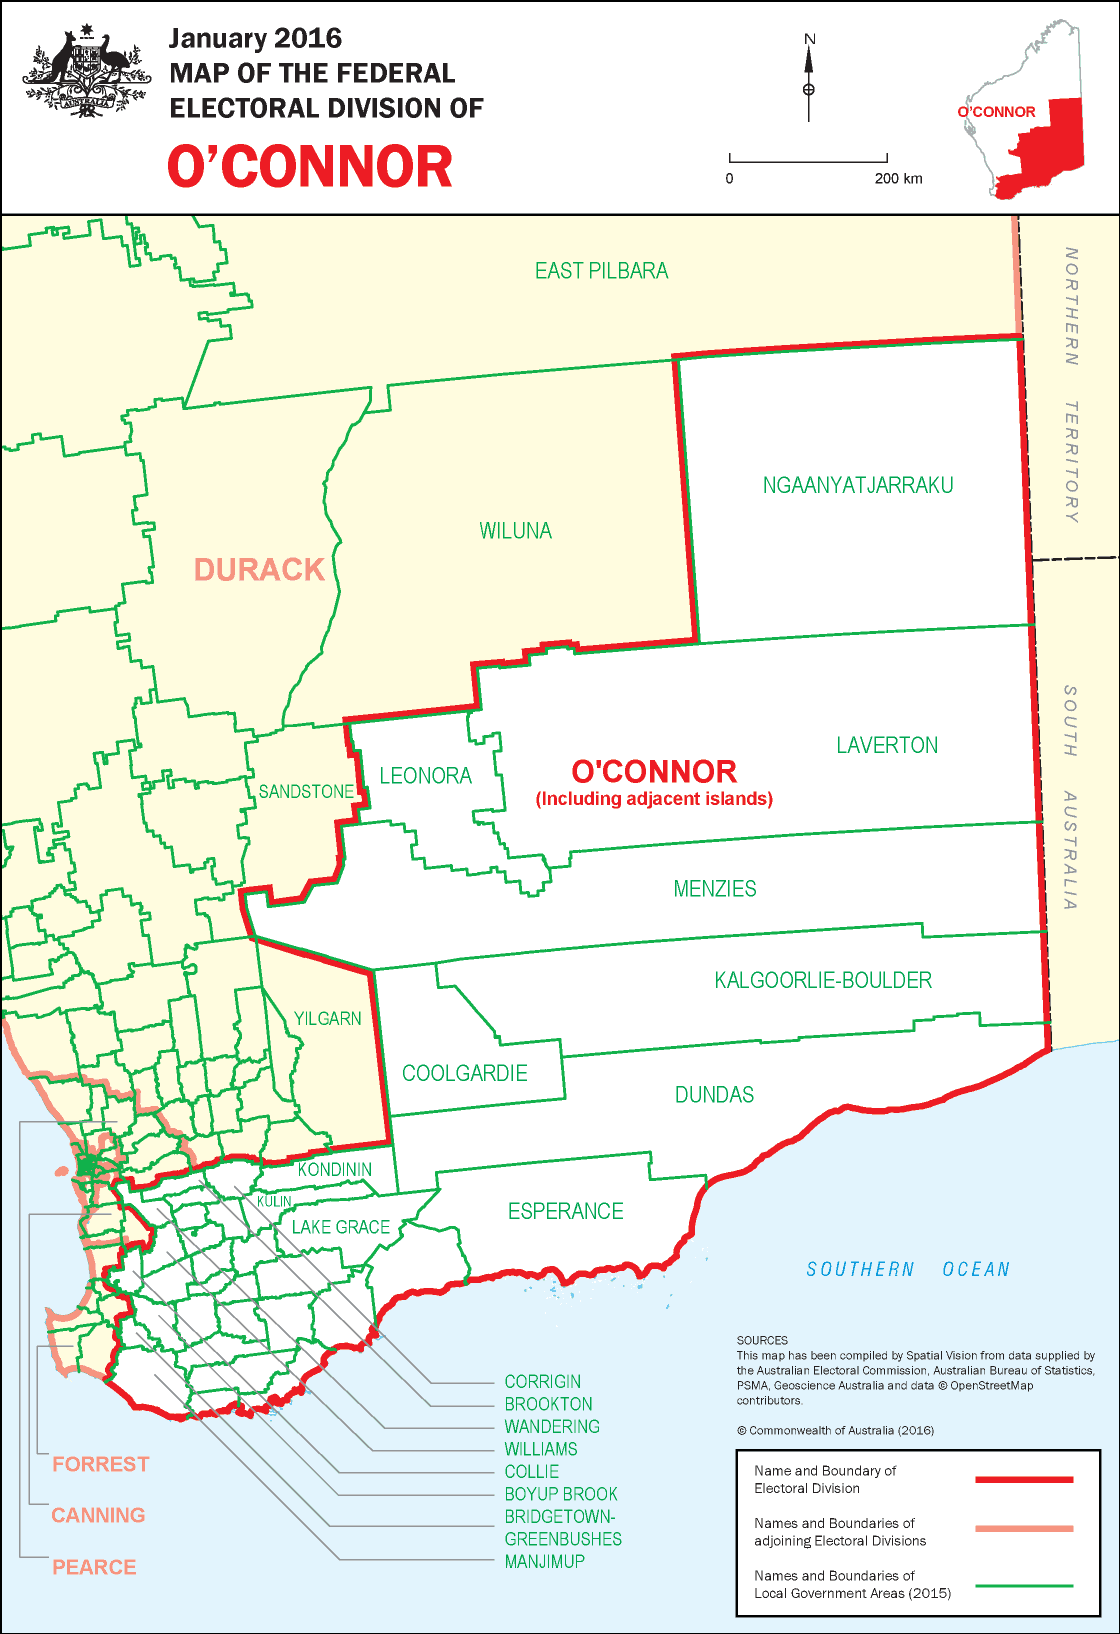 January 2016
MAP OF THE FEDERAL
ELECTORAL DIVISION OF
O'CONNOR
AUSTRALIA
N
0 200 km
O'CONNOR
EAST PILBARA
NORTHERN TERRITORY
NGAANYATJARRAKU
WILUNA
DURACK
SOUTH AUSTRALIA
LAVERTON
O'CONNOR
(Including adjacent islands)
LEONORA
SANDSTONE
MENZIES
KALGOORLIE-BOULDER
YILGARN
COOLGARDIE
DUNDAS
KONDININ
KULIN
LAKE GRACE
ESPERANCE
SOUTHERN OCEAN
CORRIGIN
BROOKTON
WANDERING
WILLIAMS
COLLIE
BOYUP BROOK
BRIDGETOWN-
GREENBUSHES
MANJIMUP
FORREST
CANNING
PEARCE
SOURCES
This map has been compiled by Spatial Vision from data supplied by
the Australian Electoral Commission, Australian Bureau of Statistics,
PSMA, Geoscience Australia and data © OpenStreetMap
contributors.
© Commonwealth of Australia (2016)
Name and Boundary of
Electoral Division
Names and Boundaries of
adjoining Electoral Divisions
Names and Boundaries of
Local Government Areas (2015)